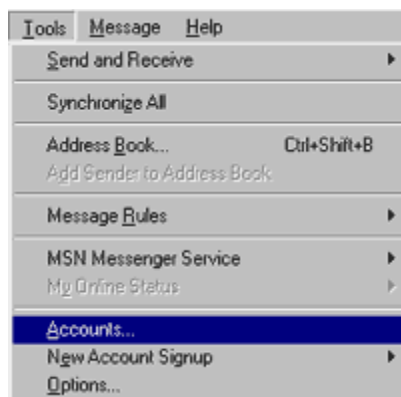 Tools Message Help
Send and Receive
Synchronize All
Address Book... Ctrl+Shift+B
Add Sender to Address Book
Message Rules
MSN Messenger Service
My Online Status
Accounts...
New Account Signup
Options...